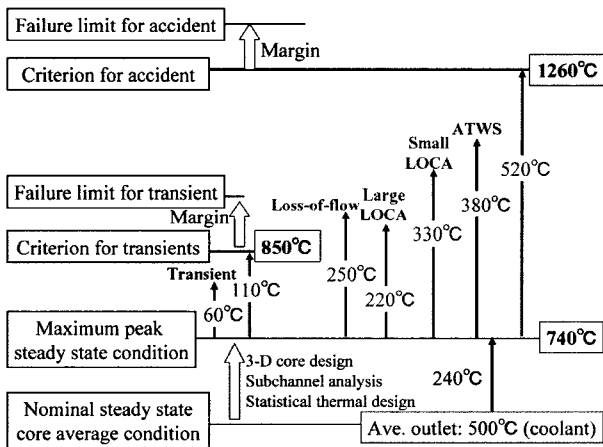 Failure limit for accident
Margin
Criterion for accident
1260℃
ATWS
Small
LOCA
520℃
Failure limit for transient
380℃
Margin
Loss-of-flow
Large
LOCA
330℃
Criterion for transients
850℃
Transient
250℃
110℃
220℃
60℃
Maximum peak
steady state condition
740℃
3-D core design
Subchannel analysis
Statistical thermal design
240℃
Nominal steady state
core average condition
Ave. outlet: 500℃ (coolant)